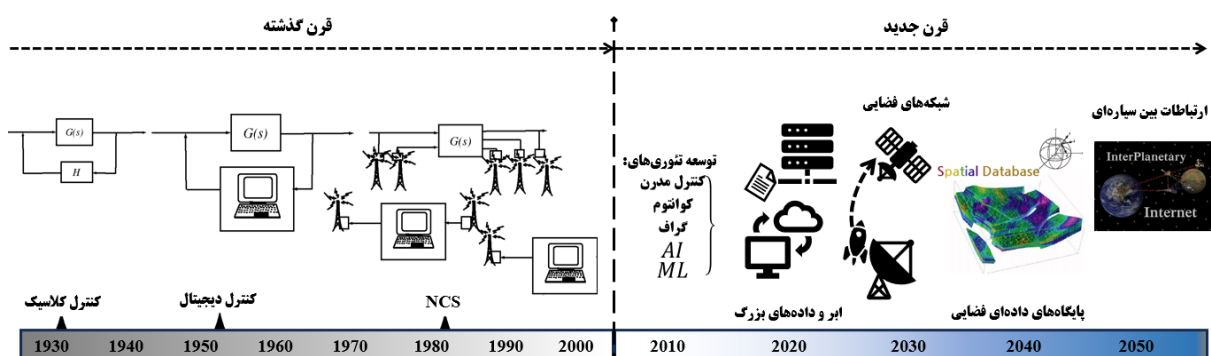 قرن گذشته
قرن جدید
G(s)
H
G(s)
G(s)
توسعه تئوری‌های:
کنترل مدرن
کوانتوم
گراف
AI
ML
شبکه‌های فضایی
Spatial Database
ارتباطات بین سیاره‌ای
InterPlanetary
Internet
کنترل کلاسیک
کنترل دیجیتال
NCS
ابر و داده‌های بزرگ
پایگاه‌های داده‌ای فضایی
1930 1940 1950 1960 1970 1980 1990 2000 2010 2020 2030 2040 2050